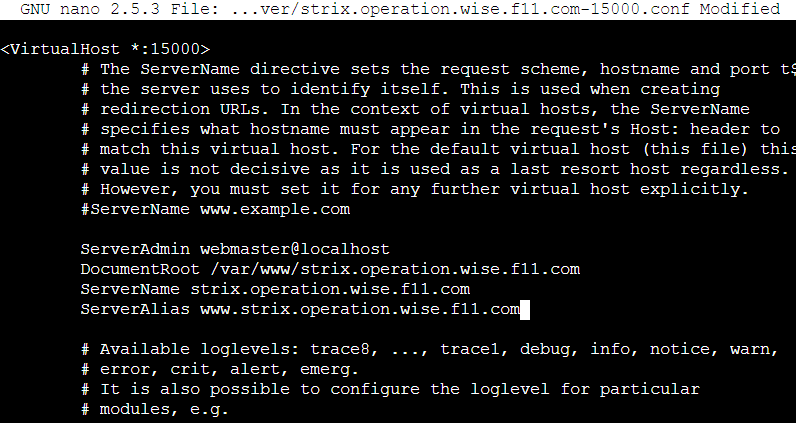 GNU nano 2.5.3 File: ...ver/strix.operation.wise.f11.com-15000.conf Modified
<VirtualHost *:15000>
# The ServerName directive sets the request scheme, hostname and port t$
# the server uses to identify itself. This is used when creating
# redirection URLs. In the context of virtual hosts, the ServerName
# specifies what hostname must appear in the request's Host: header to
# match this virtual host. For the default virtual host (this file) this
# value is not decisive as it is used as a last resort host regardless.
# However, you must set it for any further virtual host explicitly.
#ServerName www.example.com
ServerAdmin webmaster@localhost
DocumentRoot /var/www/strix.operation.wise.f11.com
ServerName strix.operation.wise.f11.com
ServerAlias www.strix.operation.wise.f11.com
# Available loglevels: trace8, ..., trace1, debug, info, notice, warn,
# error, crit, alert, emerg.
# It is also possible to configure the loglevel for particular
# modules, e.g.